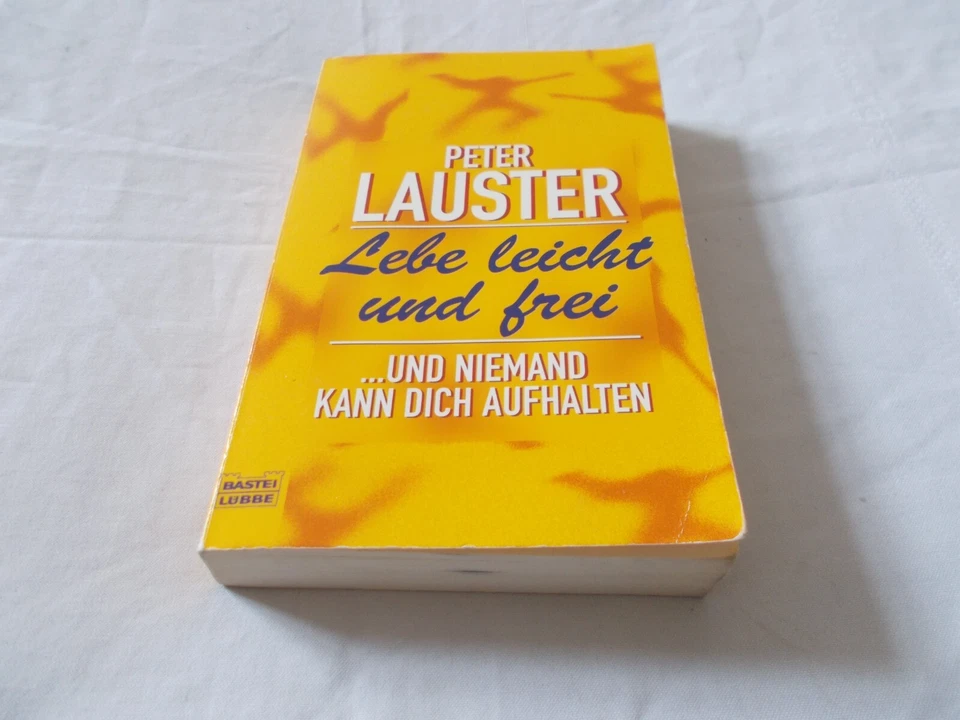 PETER
LAUSTER
Lebe leicht
und frei
...UND NIEMAND
KANN DICH AUFHALTEN
BASTEI
LÜBBE